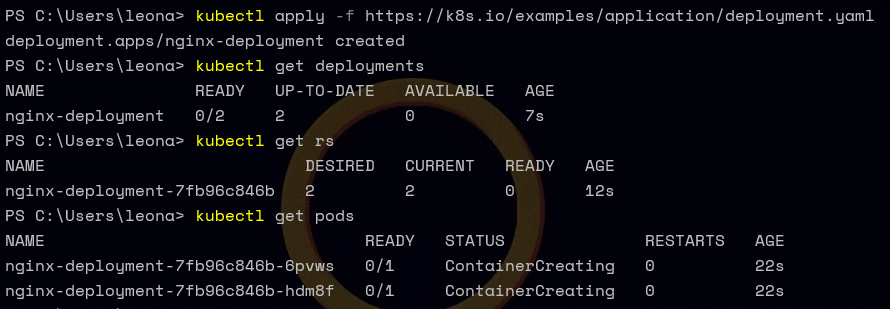 PS C:\Users\leona> kubectl apply -f https://k8s.io/examples/application/deployment.yaml
deployment.apps/nginx-deployment created
PS C:\Users\leona> kubectl get deployments
NAME               READY   UP-TO-DATE   AVAILABLE   AGE
nginx-deployment   0/2     2            0           7s
PS C:\Users\leona> kubectl get rs
NAME                          DESIRED   CURRENT   READY   AGE
nginx-deployment-7fb96c846b   2         2         0       12s
PS C:\Users\leona> kubectl get pods
NAME                                READY   STATUS              RESTARTS   AGE
nginx-deployment-7fb96c846b-6pvws   0/1     ContainerCreating   0          22s
nginx-deployment-7fb96c846b-hdm8f   0/1     ContainerCreating   0          22s